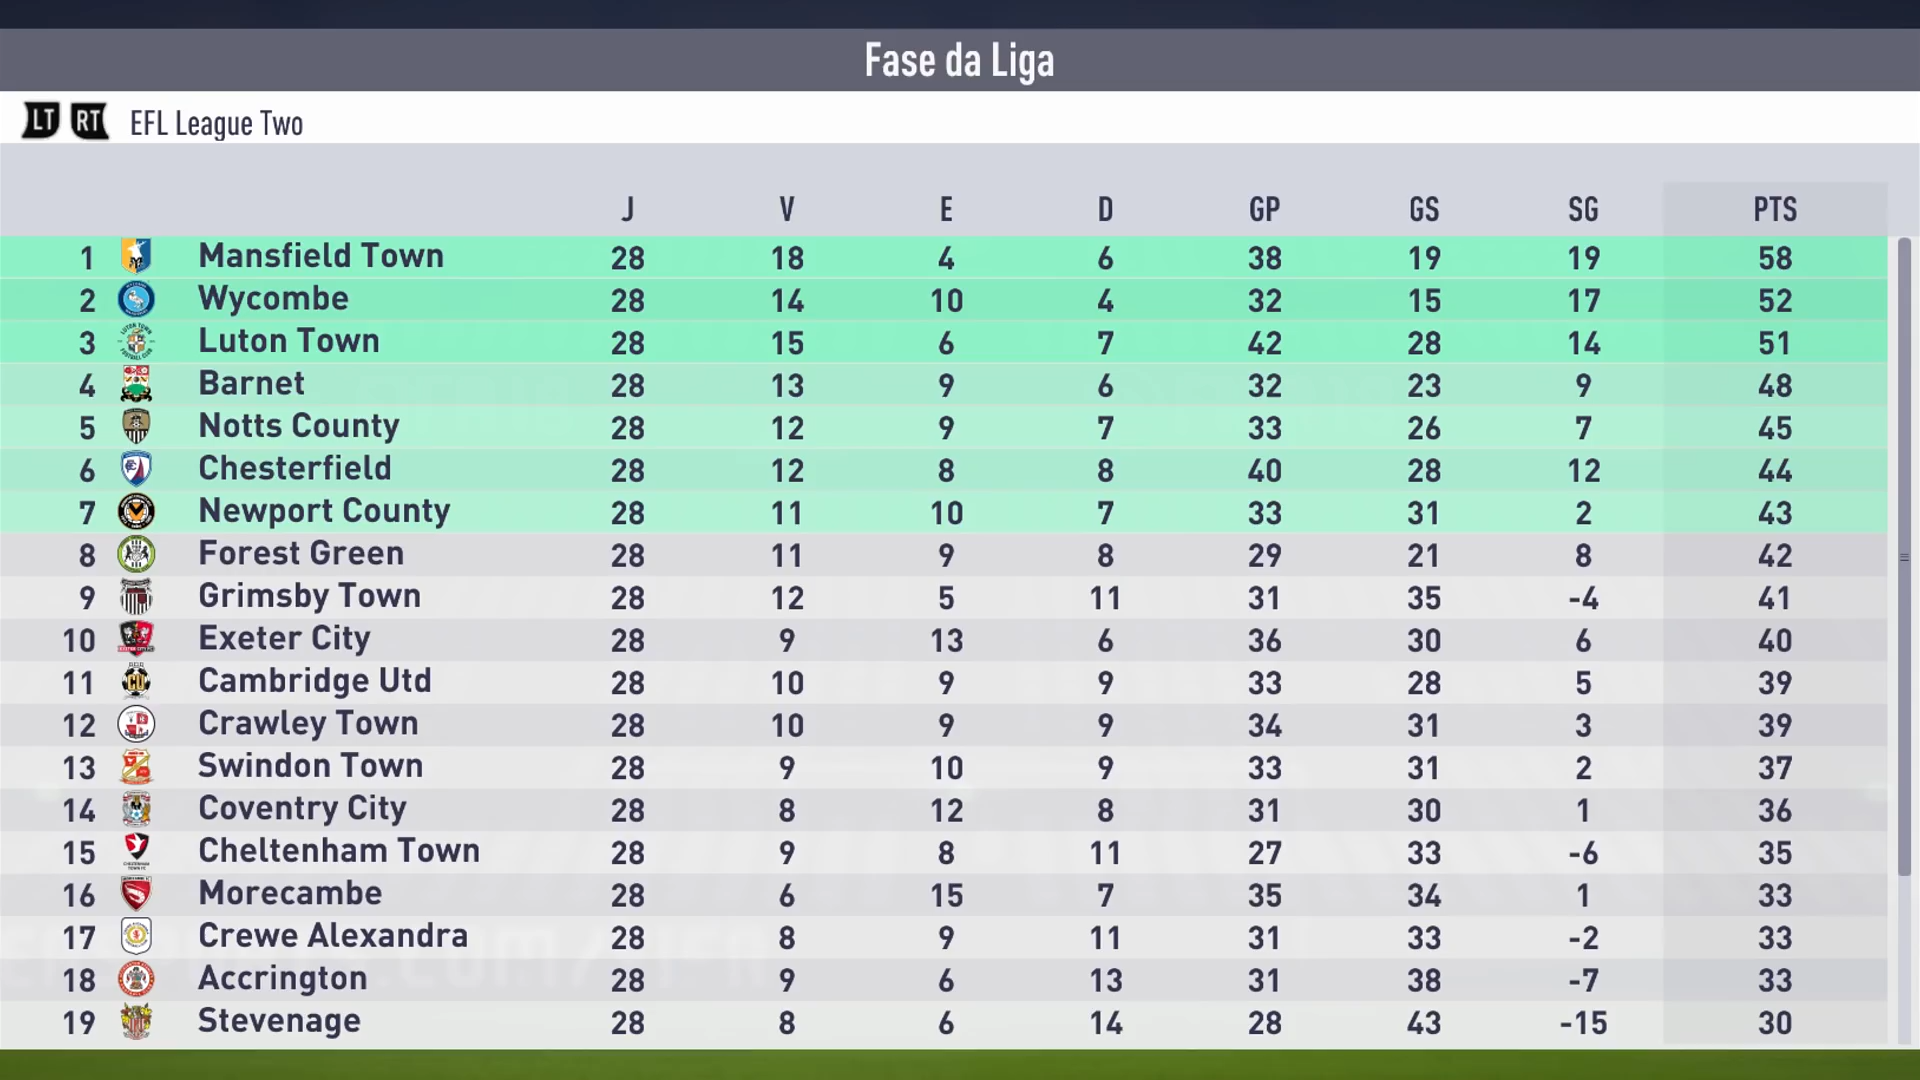 Fase da Liga
LT RT EFL League Two
J V E D GP GS SG PTS
1 Mansfield Town 28 18 4 6 38 19 19 58
2 Wycombe 28 14 10 4 32 15 17 52
3 Luton Town 28 15 6 7 42 28 14 51
4 Barnet 28 13 9 6 32 23 9 48
5 Notts County 28 12 9 7 33 26 7 45
6 Chesterfield 28 12 8 8 40 28 12 44
7 Newport County 28 11 10 7 33 31 2 43
8 Forest Green 28 11 9 8 29 21 8 42
9 Grimsby Town 28 12 5 11 31 35 -4 41
10 Exeter City 28 9 13 6 36 30 6 40
11 Cambridge Utd 28 10 9 9 33 28 5 39
12 Crawley Town 28 10 9 9 34 31 3 39
13 Swindon Town 28 9 10 9 33 31 2 37
14 Coventry City 28 8 12 8 31 30 1 36
15 Cheltenham Town 28 9 8 11 27 33 -6 35
16 Morecambe 28 6 15 7 35 34 1 33
17 Crewe Alexandra 28 8 9 11 31 33 -2 33
18 Accrington 28 9 6 13 31 38 -7 33
19 Stevenage 28 8 6 14 28 43 -15 30